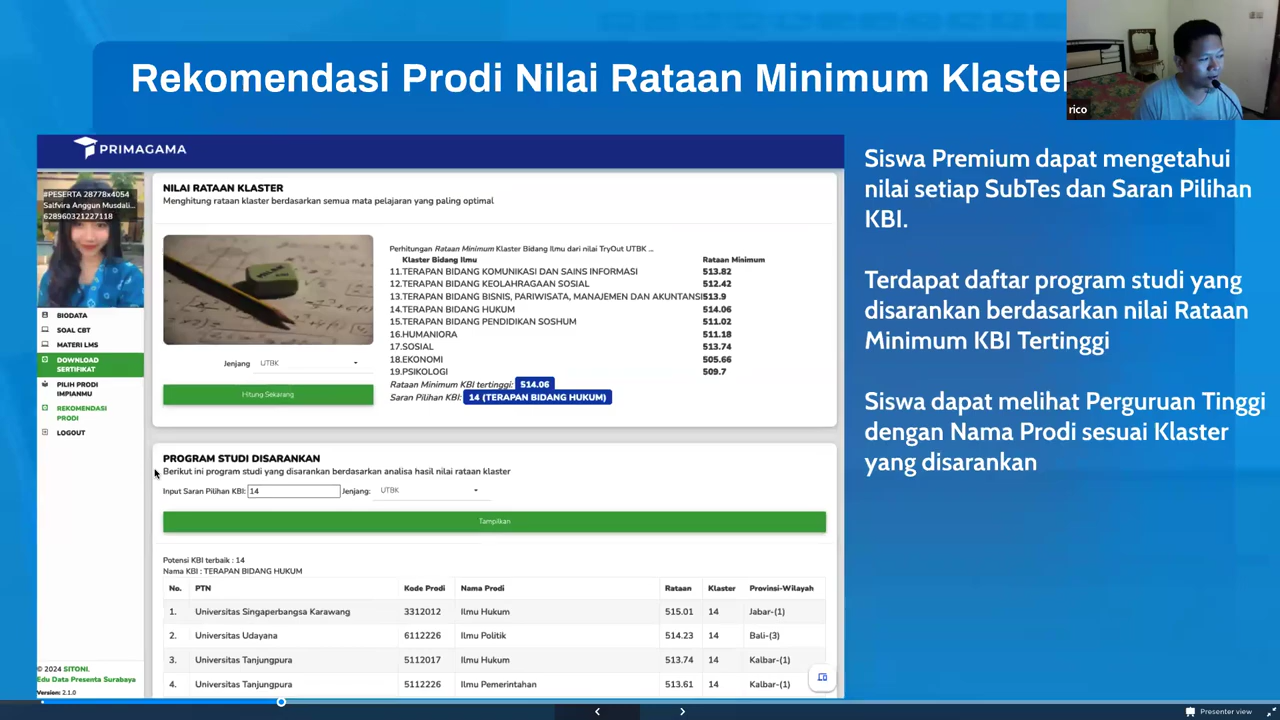 Rekomendasi Prodi Nilai Rataan Minimum Klaster
rico
PRIMAGAMA
#PESERTA 28778x4054
Salfvira Anggun Musdali...
628960321227118
BIODATA
SOAL CBT
MATERI LMS
DOWNLOAD
SERTIFIKAT
PILIH PRODI
IMPIANMU
REKOMENDASI
PRODI
LOGOUT
© 2024 SITONI.
Edu Data Presenta Surabaya
Version: 2.1.0
NILAI RATAAN KLASTER
Menghitung rataan klaster berdasarkan semua mata pelajaran yang paling optimal
Jenjang UTBK
Hitung Sekarang
Perhitungan Rataan Minimum Klaster Bidang Ilmu dari nilai TryOut UTBK ...
Klaster Bidang Ilmu Rataan Minimum
11.TERAPAN BIDANG KOMUNIKASI DAN SAINS INFORMASI 513.82
12.TERAPAN BIDANG KEOLAHRAGAAN SOSIAL 512.42
13.TERAPAN BIDANG BISNIS, PARIWISATA, MANAJEMEN DAN AKUNTANSI 513.9
14.TERAPAN BIDANG HUKUM 514.06
15.TERAPAN BIDANG PENDIDIKAN SOSHUM 511.02
16.HUMANIORA 511.18
17.SOSIAL 513.74
18.EKONOMI 505.66
19.PSIKOLOGI 509.7
Rataan Minimum KBI tertinggi: 514.06
Saran Pilihan KBI: 14 (TERAPAN BIDANG HUKUM)
PROGRAM STUDI DISARANKAN
Berikut ini program studi yang disarankan berdasarkan analisa hasil nilai rataan klaster
Input Saran Pilihan KBI: 14 Jenjang: UTBK
Tampilkan
Potensi KBI terbaik : 14
Nama KBI : TERAPAN BIDANG HUKUM
No. PTN Kode Prodi Nama Prodi Rataan Klaster Provinsi-Wilayah
1. Universitas Singaperbangsa Karawang 3312012 Ilmu Hukum 515.01 14 Jabar-(1)
2. Universitas Udayana 6112226 Ilmu Politik 514.23 14 Bali-(3)
3. Universitas Tanjungpura 5112017 Ilmu Hukum 513.74 14 Kalbar-(1)
4. Universitas Tanjungpura 5112226 Ilmu Pemerintahan 513.61 14 Kalbar-(1)
Siswa Premium dapat mengetahui
nilai setiap SubTes dan Saran Pilihan
KBI.
Terdapat daftar program studi yang
disarankan berdasarkan nilai Rataan
Minimum KBI Tertinggi
Siswa dapat melihat Perguruan Tinggi
dengan Nama Prodi sesuai Klaster
yang disarankan
Presenter view